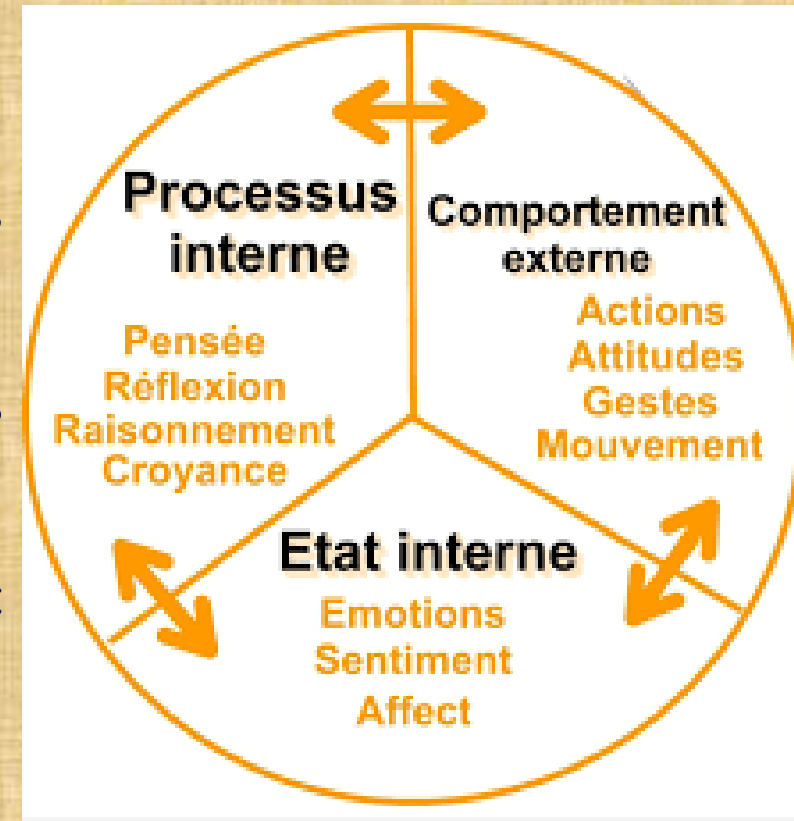 Processus
interne
Pensée
Réflexion
Raisonnement
Croyance
Comportement
externe
Actions
Attitudes
Gestes
Mouvement
Etat interne
Emotions
Sentiment
Affect